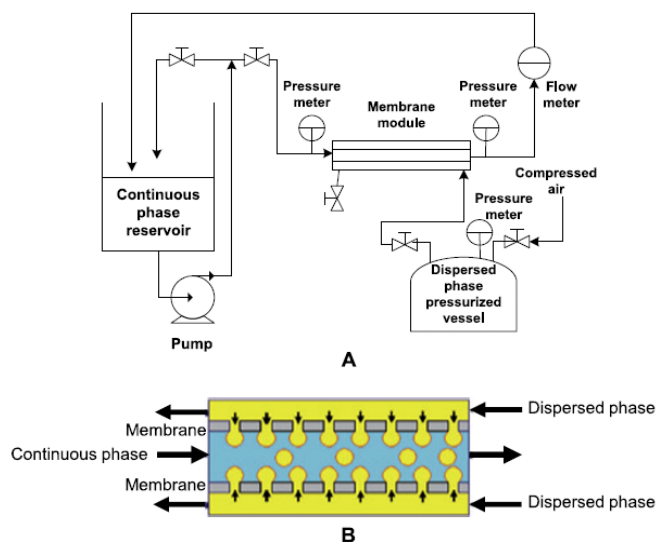 Pressure
meter
Membrane
module
Pressure
meter
Flow
meter
Continuous
phase
reservoir
Compressed
air
Pressure
meter
Dispersed
phase
pressurized
vessel
Pump
A
Membrane
Dispersed phase
Continuous phase
Membrane
Dispersed phase
B